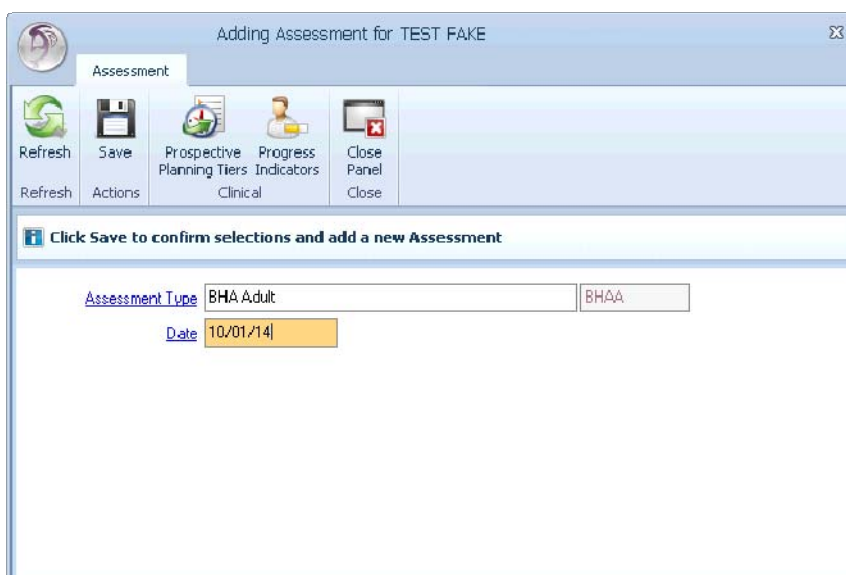 Adding Assessment for TEST FAKE
Assessment
Refresh
Save
Prospective
Planning Tiers
Progress
Indicators
Close
Panel
Refresh
Actions
Clinical
Close
Click Save to confirm selections and add a new Assessment
Assessment Type BHA Adult BHAA
Date 10/01/14